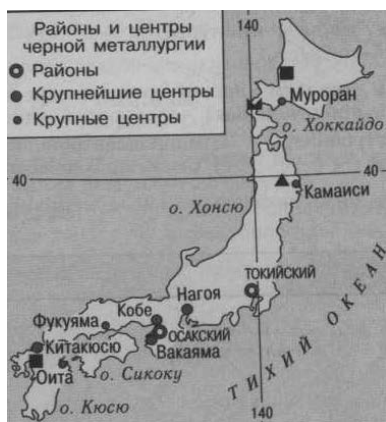 Районы и центры
черной металлургии
Районы
Крупнейшие центры
Крупные центры
140
Муроран
о. Хоккайдо
40
40
Камаиси
о. Хонсю
ТОКИЙСКИЙ
Нагоя
Кобе
Фукуяма
ОСАКСКИЙ
Китакюсю
Вакаяма
Оита
о. Сикоку
о. Кюсю
ТИХИЙ ОКЕАН
140